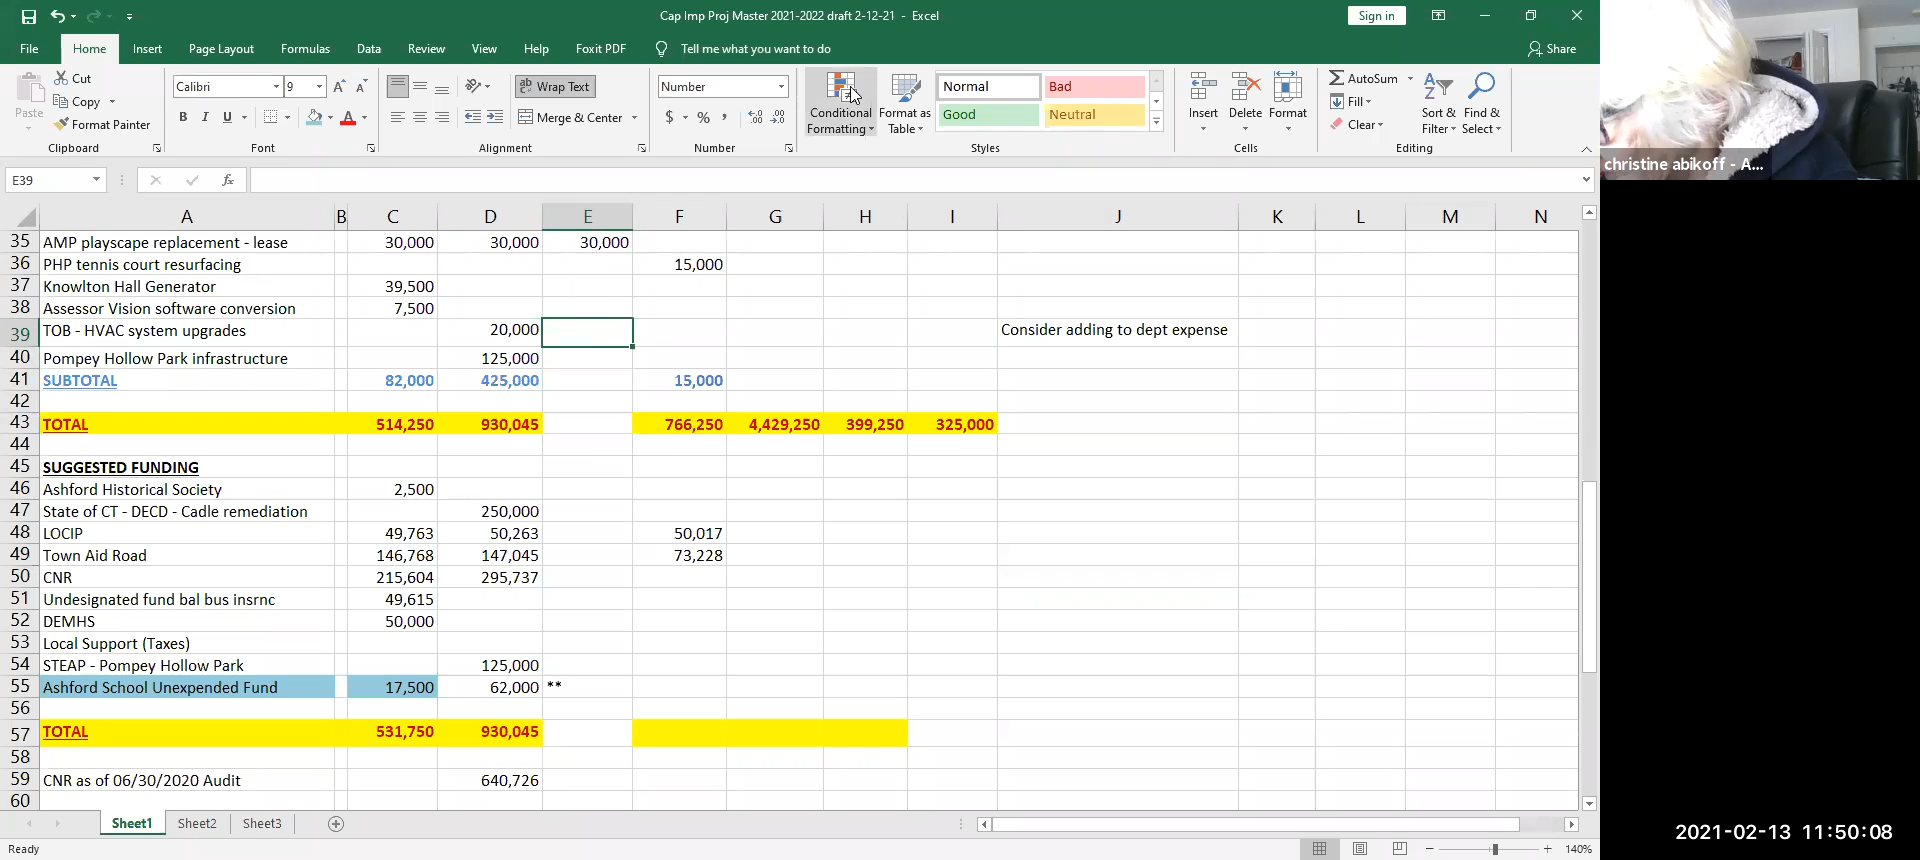 Cap Imp Proj Master 2021-2022 draft 2-12-21 - Excel
Sign in
File Home Insert Page Layout Formulas Data Review View Help Foxit PDF Tell me what you want to do Share
Paste Cut Copy Format Painter Clipboard
Calibri 9 A A B I U A Font
ab Wrap Text Merge & Center Alignment
Number $ % , Number
Conditional Formatting Format as Table Normal Bad Good Neutral Styles
Insert Delete Format Cells
AutoSum Fill Clear Sort & Filter Find & Select Editing
christine abikoff - A...
E39 fx
A B C D E F G H I J K L M N
35 AMP playscape replacement - lease 30,000 30,000 30,000
36 PHP tennis court resurfacing 15,000
37 Knowlton Hall Generator 39,500
38 Assessor Vision software conversion 7,500
39 TOB - HVAC system upgrades 20,000 Consider adding to dept expense
40 Pompey Hollow Park infrastructure 125,000
41 SUBTOTAL 82,000 425,000 15,000
42
43 TOTAL 514,250 930,045 766,250 4,429,250 399,250 325,000
44
45 SUGGESTED FUNDING
46 Ashford Historical Society 2,500
47 State of CT - DECD - Cadle remediation 250,000
48 LOCIP 49,763 50,263 50,017
49 Town Aid Road 146,768 147,045 73,228
50 CNR 215,604 295,737
51 Undesignated fund bal bus insrnc 49,615
52 DEMHS 50,000
53 Local Support (Taxes)
54 STEAP - Pompey Hollow Park 125,000
55 Ashford School Unexpended Fund 17,500 62,000 **
56
57 TOTAL 531,750 930,045
58
59 CNR as of 06/30/2020 Audit 640,726
60
Sheet1 Sheet2 Sheet3
2021-02-13 11:50:08
Ready 140%